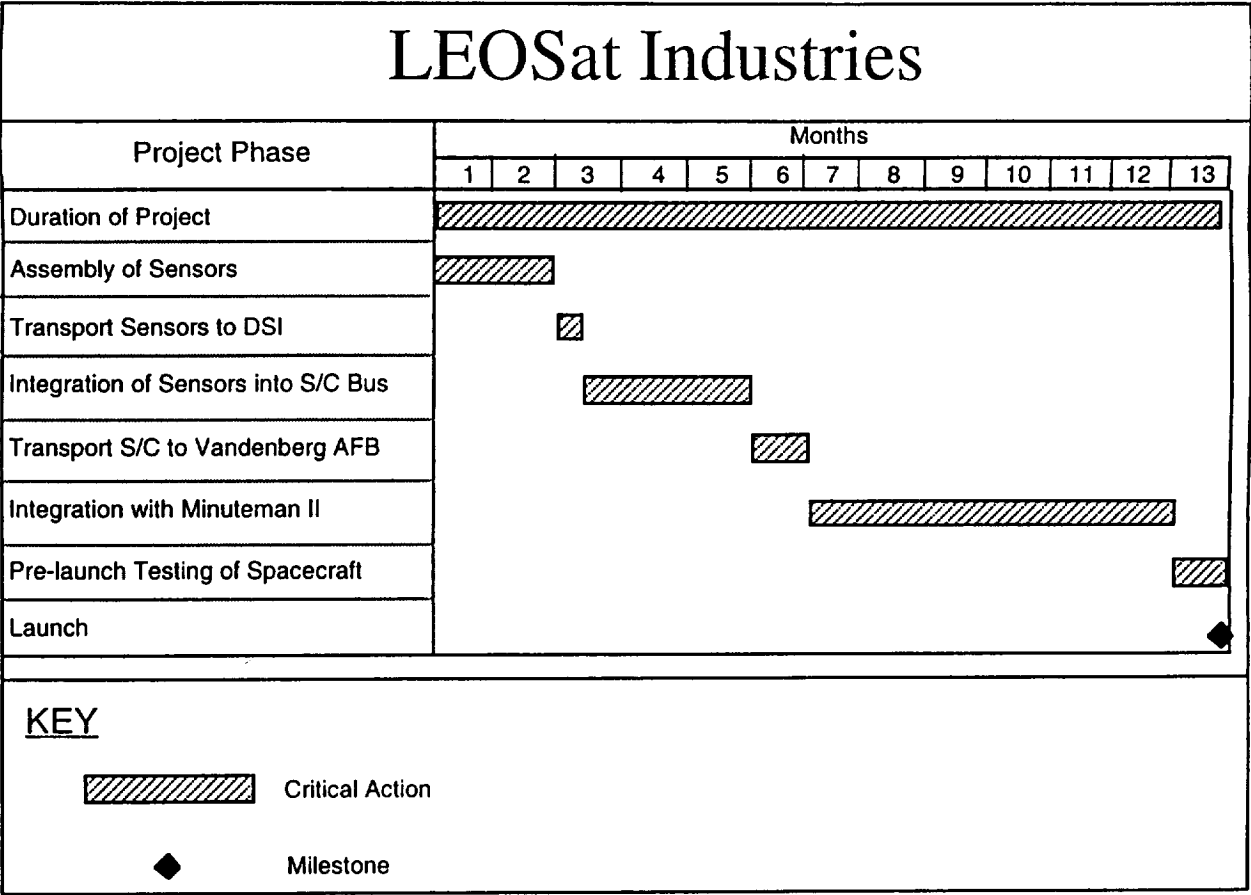 LEOSat Industries
Project Phase
Months
1 2 3 4 5 6 7 8 9 10 11 12 13
Duration of Project
Assembly of Sensors
Transport Sensors to DSI
Integration of Sensors into S/C Bus
Transport S/C to Vandenberg AFB
Integration with Minuteman II
Pre-launch Testing of Spacecraft
Launch
KEY
Critical Action
Milestone